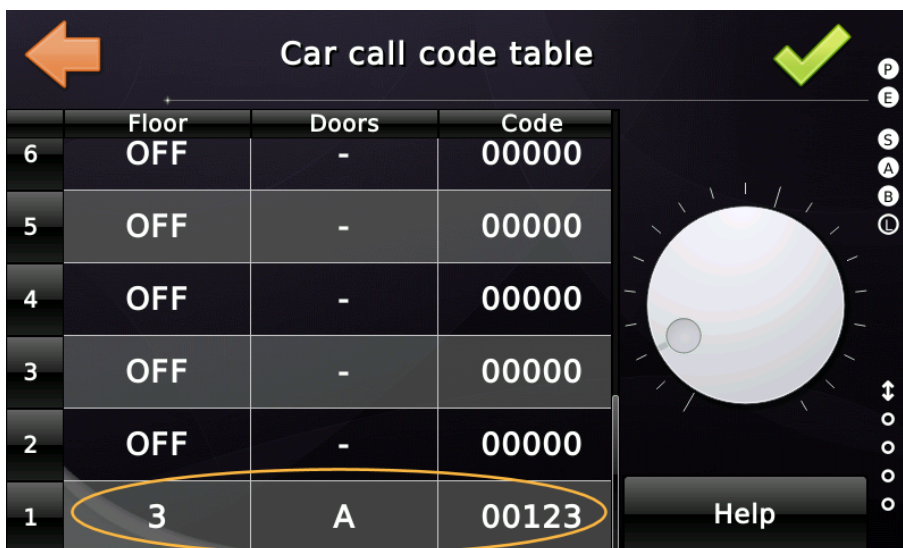 Car call code table
Floor Doors Code
6 OFF - 00000
5 OFF - 00000
4 OFF - 00000
3 OFF - 00000
2 OFF - 00000
1 3 A 00123
Help
P
E
S
A
B
L